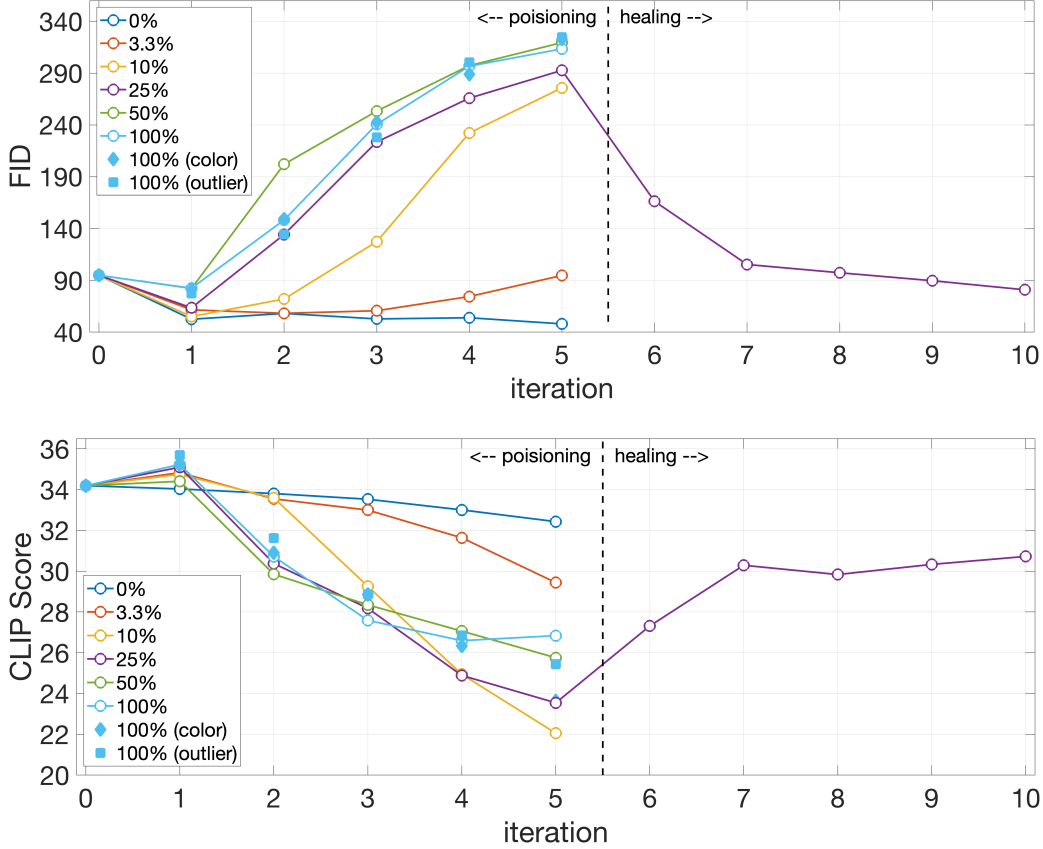 340
290
240
190
140
90
40
FID
0%
3.3%
10%
25%
50%
100%
100% (color)
100% (outlier)
<-- poisioning
healing -->
0 1 2 3 4 5 6 7 8 9 10
iteration
36
34
32
30
28
26
24
22
20
CLIP Score
<-- poisioning
healing -->
0%
3.3%
10%
25%
50%
100%
100% (color)
100% (outlier)
0 1 2 3 4 5 6 7 8 9 10
iteration